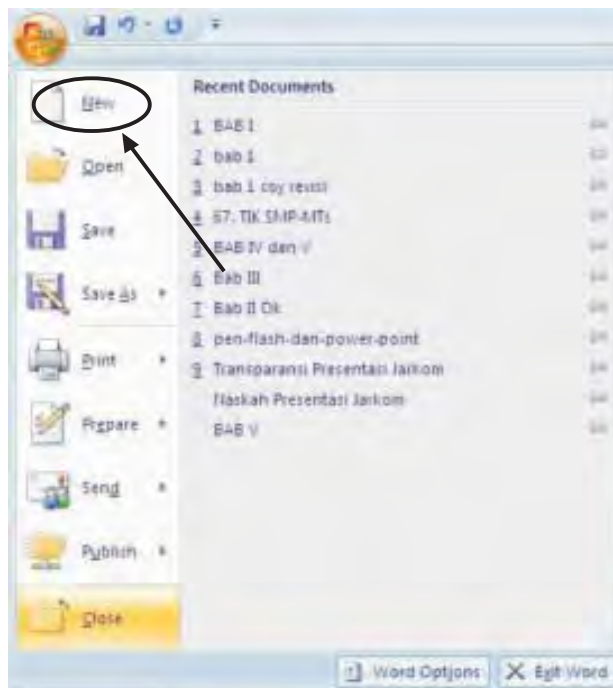 New
Open
Save
Save As
Print
Prepare
Send
Publish
Close
Recent Documents
1 BAB I
2 bab 1
3 bab 1 coy revisi
4 67. TIK SMP-MTs
5 BAB IV dan V
6 Bab III
7 Bab II Ok
8 pen-flash-dan-power-point
9 Transparansi Presentasi Jarkom
Naskah Presentasi Jarkom
BAB V
Word Options
Exit Word